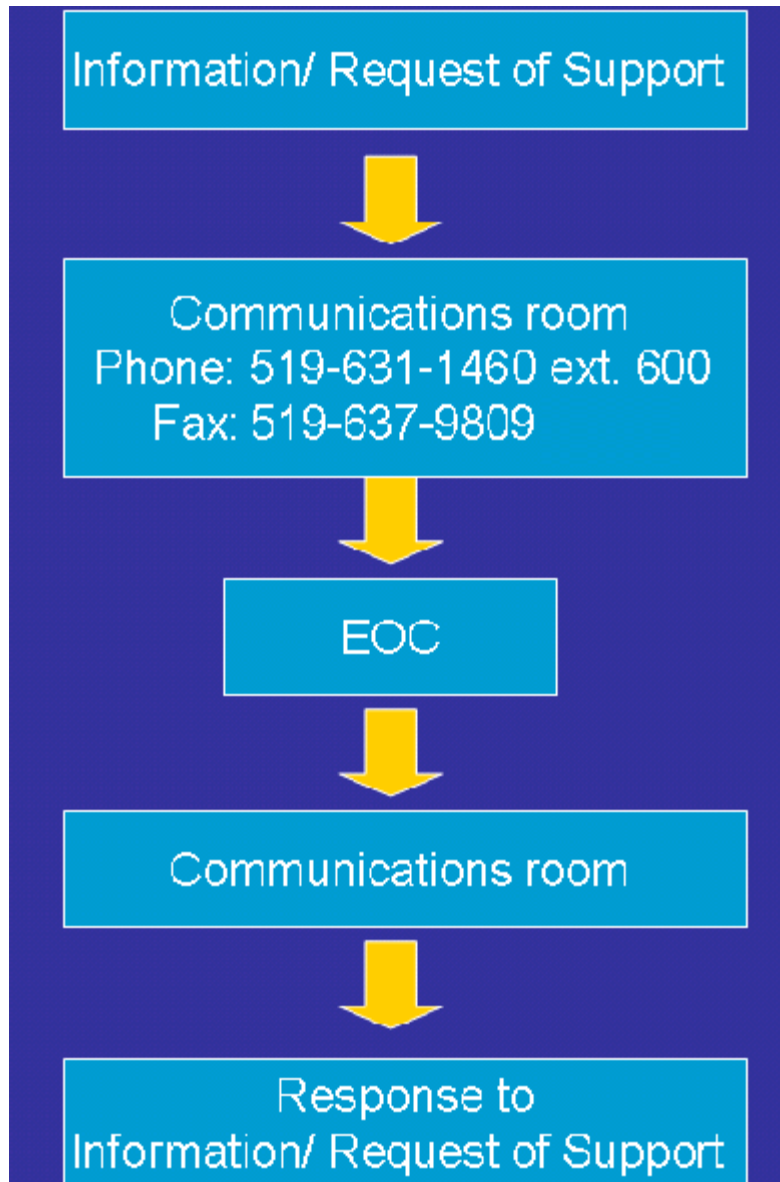 Information/ Request of Support
Communications room
Phone: 519-631-1460 ext. 600
Fax: 519-637-9809
EOC
Communications room
Response to
Information/ Request of Support